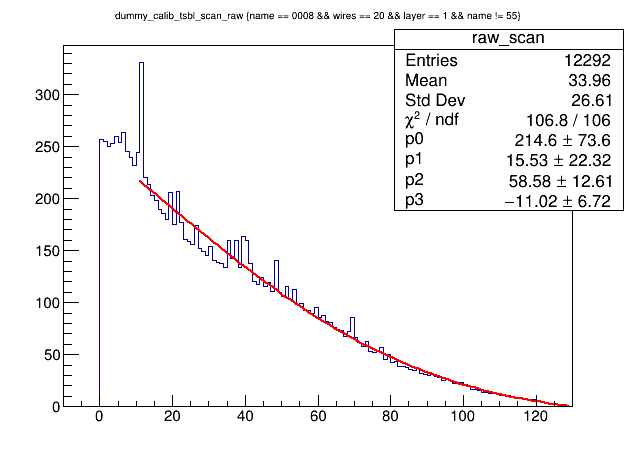 dummy_calib_tsbl_scan_raw {name == 0008 && wires == 20 && layer == 1 && name != 55}
raw_scan
Entries 12292
Mean 33.96
Std Dev 26.61
χ² / ndf 106.8 / 106
p0 214.6 ± 73.6
p1 15.53 ± 22.32
p2 58.58 ± 12.61
p3 −11.02 ± 6.72
300
250
200
150
100
50
0
0 20 40 60 80 100 120